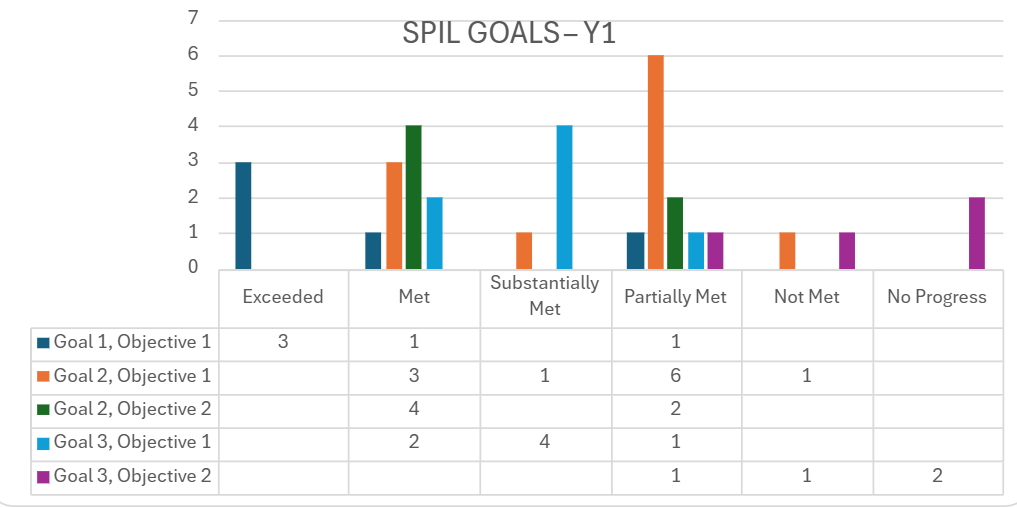 SPIL GOALS – Y1
7
6
5
4
3
2
1
0
Exceeded Met Substantially Met Partially Met Not Met No Progress
Goal 1, Objective 1 3 1 1
Goal 2, Objective 1 3 1 6 1
Goal 2, Objective 2 4 2
Goal 3, Objective 1 2 4 1
Goal 3, Objective 2 1 1 2